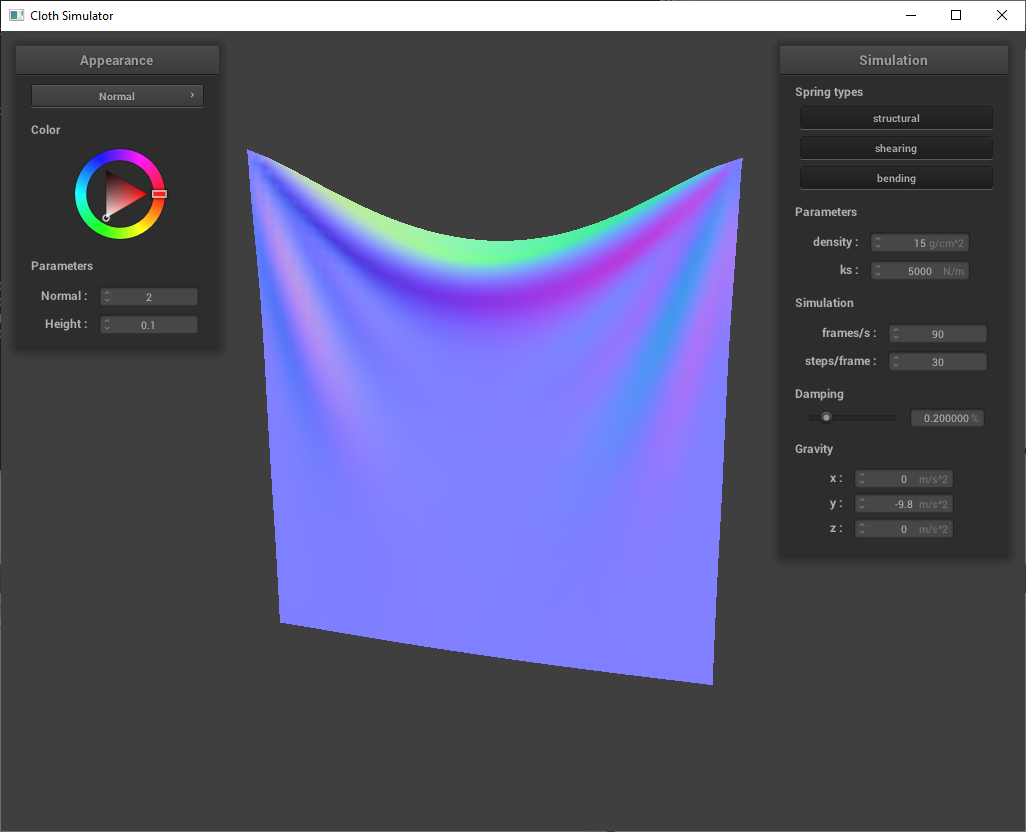 Cloth Simulator
Appearance
Normal
Color
Parameters
Normal : 2
Height : 0.1
Simulation
Spring types
structural
shearing
bending
Parameters
density : 15 g/cm^2
ks : 5000 N/m
Simulation
frames/s : 90
steps/frame : 30
Damping
0.200000 %
Gravity
x : 0 m/s^2
y : -9.8 m/s^2
z : 0 m/s^2